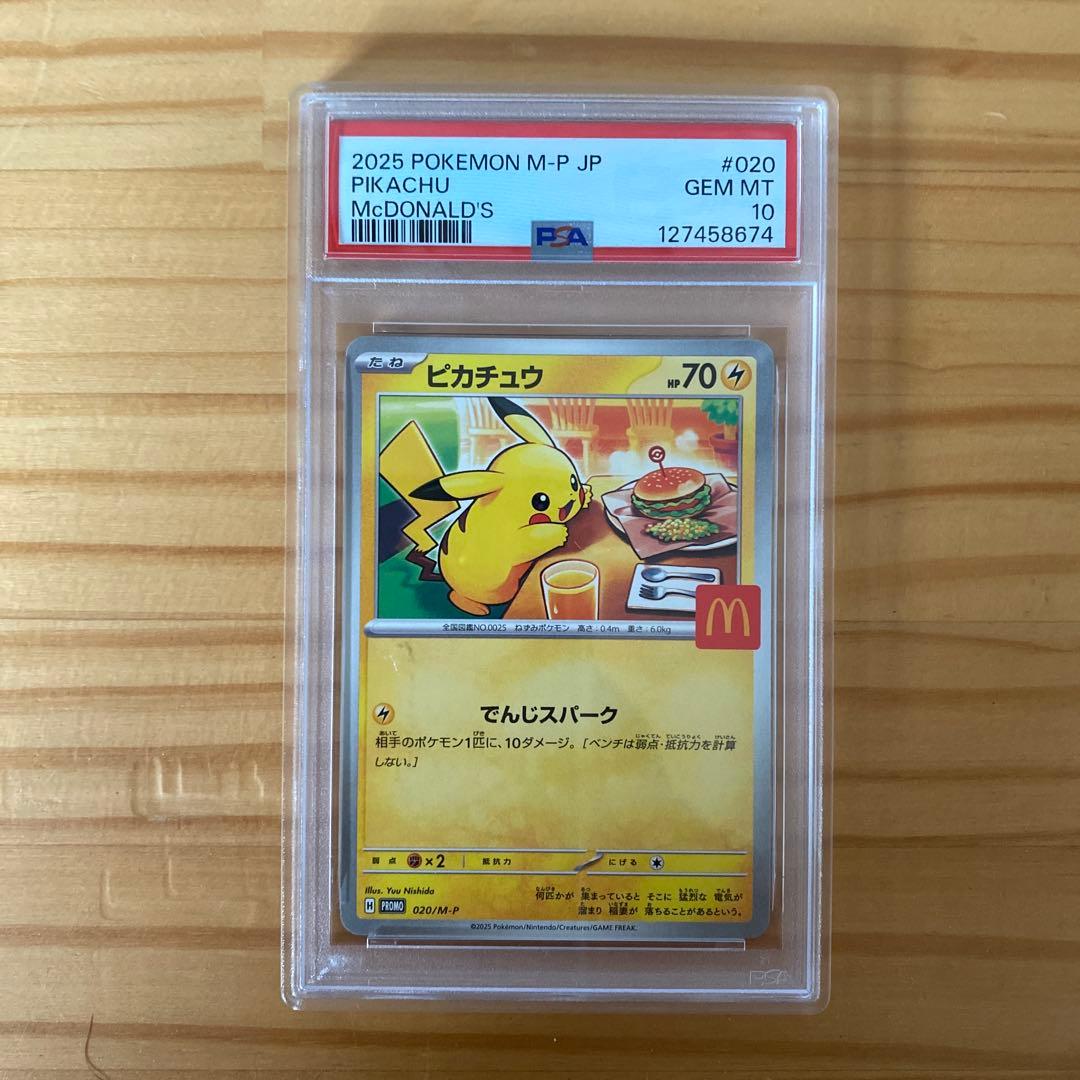 2025 POKEMON M-P JP #020
PIKACHU GEM MT
McDONALD'S 10
PSA 127458674
たね ピカチュウ HP70
全国図鑑NO.0025 ねずみポケモン 高さ:0.4m 重さ:6.0kg
でんじスパーク
相手のポケモン1匹に、10ダメージ。[ベンチは弱点・抵抗力を計算
しない。]
弱点 ×2 抵抗力 にげる
Illus. Yuu Nishida
何匹かが 集まっていると そこに 猛烈な 電気が
溜まり 稲妻が 落ちることがあるという。
H PROMO 020/M-P
©2025 Pokémon/Nintendo/Creatures/GAME FREAK.
PSA